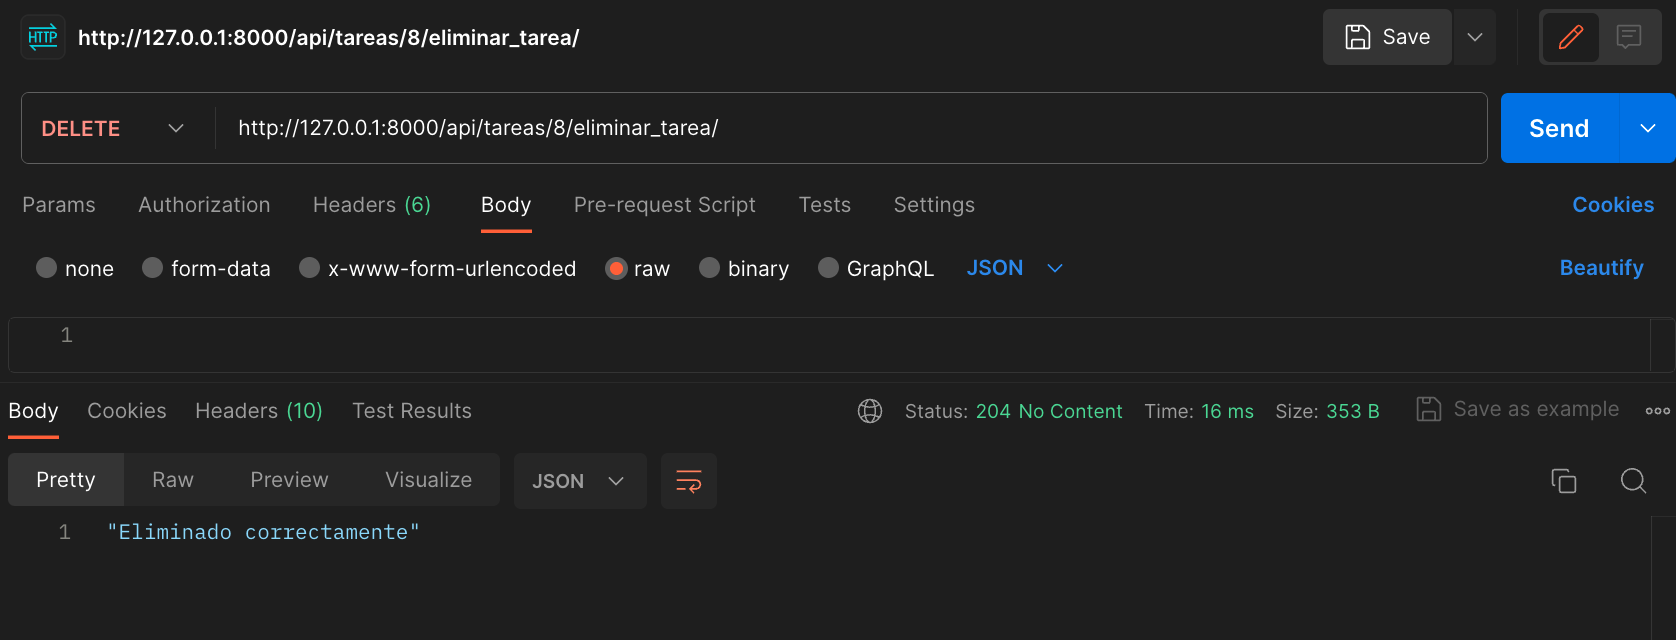 HTTP http://127.0.0.1:8000/api/tareas/8/eliminar_tarea/ Save
DELETE http://127.0.0.1:8000/api/tareas/8/eliminar_tarea/ Send
Params Authorization Headers (6) Body Pre-request Script Tests Settings Cookies
none form-data x-www-form-urlencoded raw binary GraphQL JSON Beautify
1
Body Cookies Headers (10) Test Results Status: 204 No Content Time: 16 ms Size: 353 B Save as example
Pretty Raw Preview Visualize JSON
1 "Eliminado correctamente"